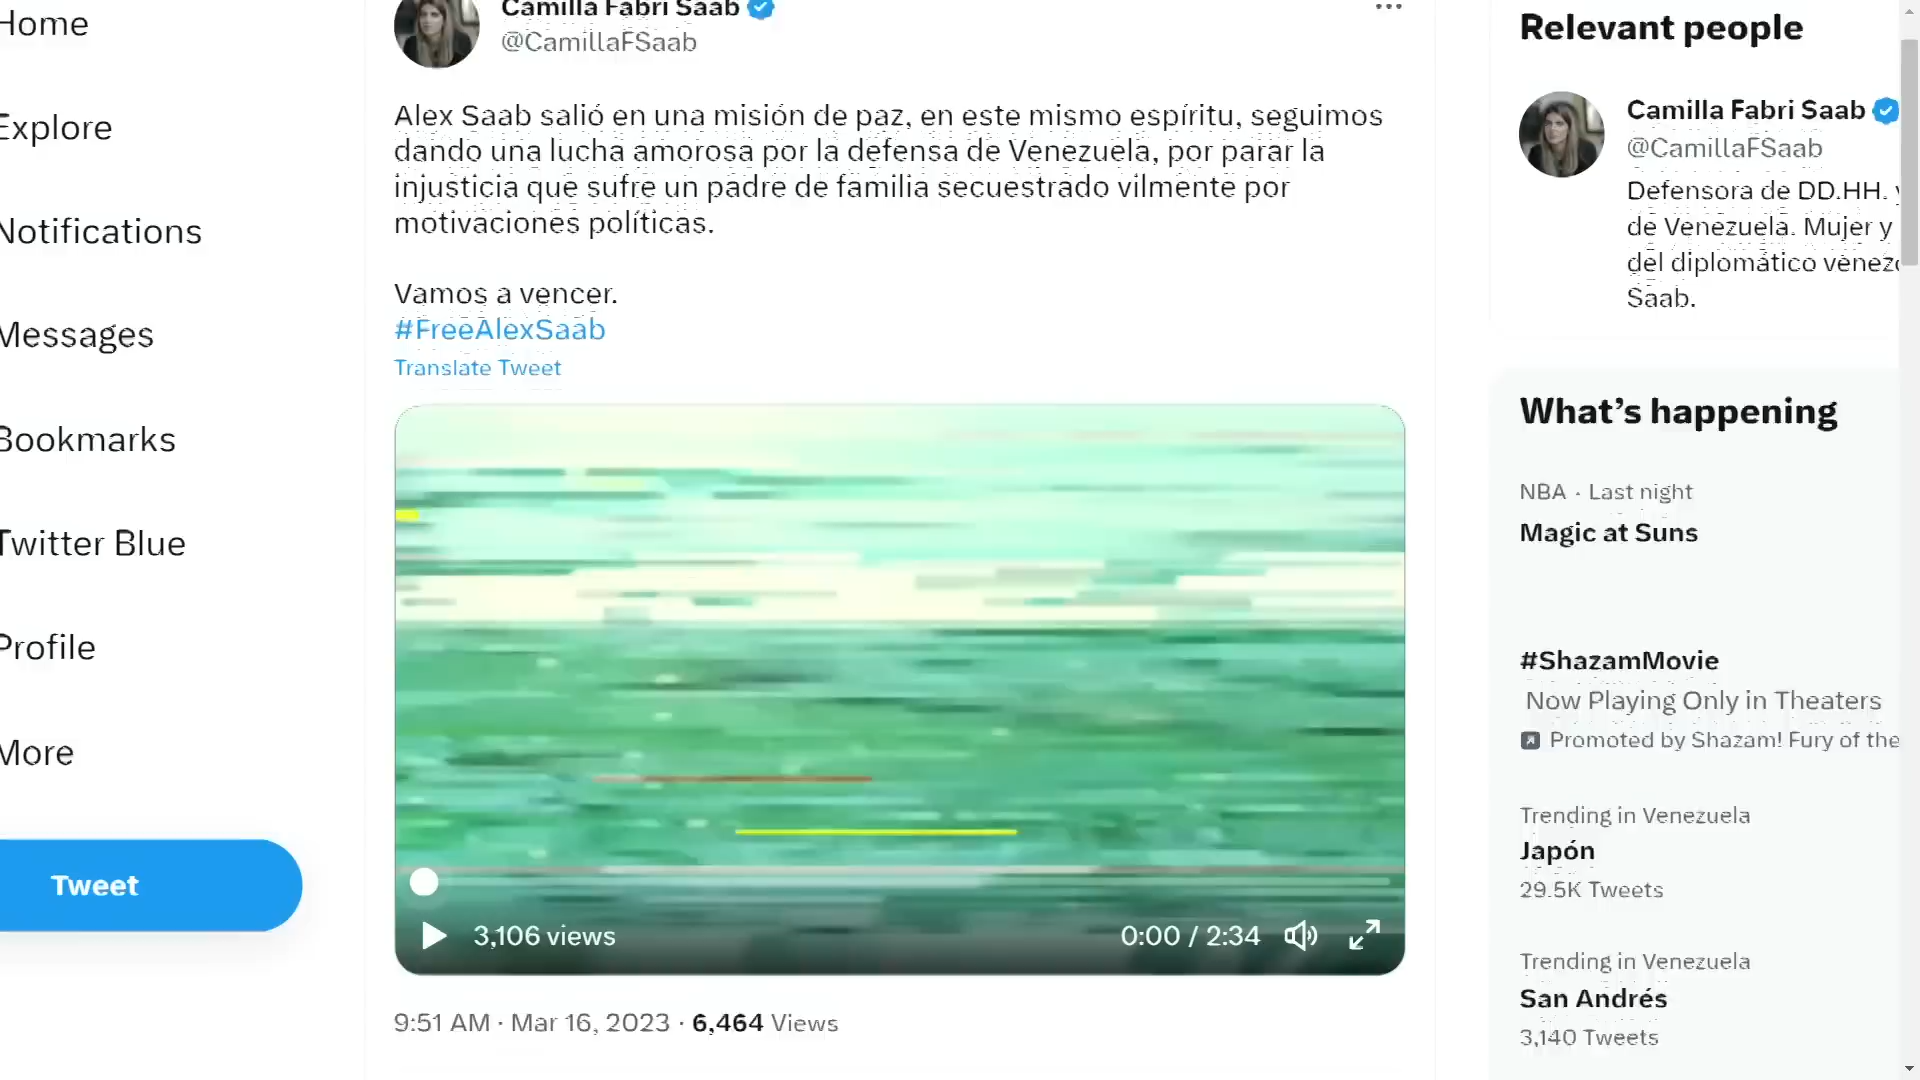 Home
Explore
Notifications
Messages
Bookmarks
Twitter Blue
Profile
More
Tweet
Camilla Fabri Saab
@CamillaFSaab
Alex Saab salió en una misión de paz, en este mismo espíritu, seguimos
dando una lucha amorosa por la defensa de Venezuela, por parar la
injusticia que sufre un padre de familia secuestrado vilmente por
motivaciones políticas.
Vamos a vencer.
#FreeAlexSaab
Translate Tweet
3,106 views
0:00 / 2:34
9:51 AM · Mar 16, 2023 · 6,464 Views
Relevant people
Camilla Fabri Saab
@CamillaFSaab
Defensora de DD.HH. y
de Venezuela. Mujer y
del diplomático venezo
Saab.
What’s happening
NBA · Last night
Magic at Suns
#ShazamMovie
Now Playing Only in Theaters
Promoted by Shazam! Fury of the
Trending in Venezuela
Japón
29.5K Tweets
Trending in Venezuela
San Andrés
3,140 Tweets